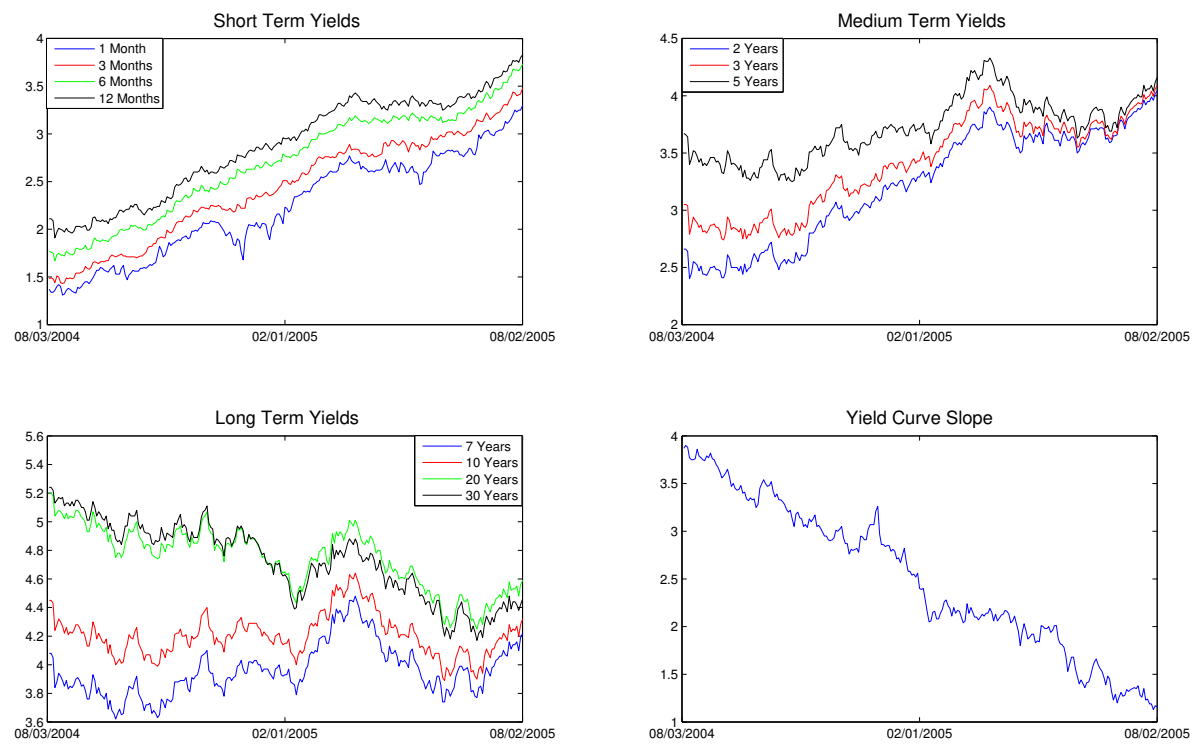 Short Term Yields
4
3.5
3
2.5
2
1.5
1
1 Month
3 Months
6 Months
12 Months
08/03/2004 02/01/2005 08/02/2005
Medium Term Yields
4.5
4
3.5
3
2.5
2
2 Years
3 Years
5 Years
08/03/2004 02/01/2005 08/02/2005
Long Term Yields
5.6
5.4
5.2
5
4.8
4.6
4.4
4.2
4
3.8
3.6
7 Years
10 Years
20 Years
30 Years
08/03/2004 02/01/2005 08/02/2005
Yield Curve Slope
4
3.5
3
2.5
2
1.5
1
08/03/2004 02/01/2005 08/02/2005